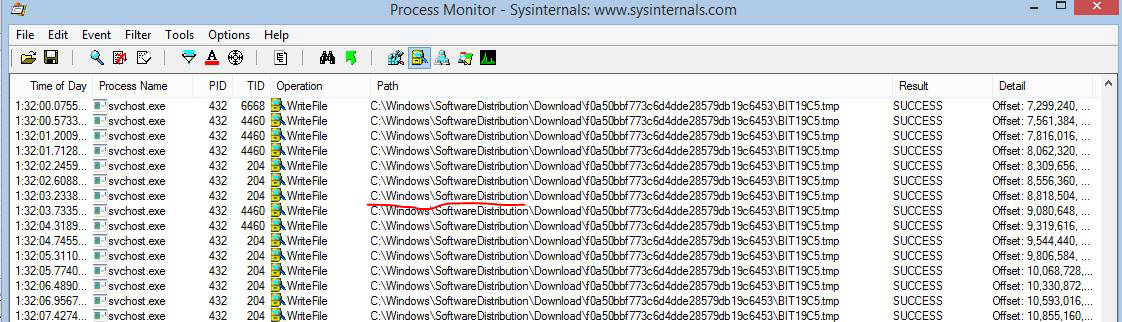 Process Monitor - Sysinternals: www.sysinternals.com
File Edit Event Filter Tools Options Help
Time of Day Process Name PID TID Operation Path Result Detail
1:32:00.0755... svchost.exe 432 6668 WriteFile C:\Windows\SoftwareDistribution\Download\f0a50bbf773c6d4dde28579db19c6453\BIT19C5.tmp SUCCESS Offset: 7,299,240, ...
1:32:00.5733... svchost.exe 432 4460 WriteFile C:\Windows\SoftwareDistribution\Download\f0a50bbf773c6d4dde28579db19c6453\BIT19C5.tmp SUCCESS Offset: 7,561,384, ...
1:32:01.2009... svchost.exe 432 4460 WriteFile C:\Windows\SoftwareDistribution\Download\f0a50bbf773c6d4dde28579db19c6453\BIT19C5.tmp SUCCESS Offset: 7,816,016, ...
1:32:01.7128... svchost.exe 432 4460 WriteFile C:\Windows\SoftwareDistribution\Download\f0a50bbf773c6d4dde28579db19c6453\BIT19C5.tmp SUCCESS Offset: 8,062,320, ...
1:32:02.2459... svchost.exe 432 204 WriteFile C:\Windows\SoftwareDistribution\Download\f0a50bbf773c6d4dde28579db19c6453\BIT19C5.tmp SUCCESS Offset: 8,309,656, ...
1:32:02.6088... svchost.exe 432 204 WriteFile C:\Windows\SoftwareDistribution\Download\f0a50bbf773c6d4dde28579db19c6453\BIT19C5.tmp SUCCESS Offset: 8,556,360, ...
1:32:03.2338... svchost.exe 432 204 WriteFile C:\Windows\SoftwareDistribution\Download\f0a50bbf773c6d4dde28579db19c6453\BIT19C5.tmp SUCCESS Offset: 8,818,504, ...
1:32:03.7335... svchost.exe 432 4460 WriteFile C:\Windows\SoftwareDistribution\Download\f0a50bbf773c6d4dde28579db19c6453\BIT19C5.tmp SUCCESS Offset: 9,080,648, ...
1:32:04.3189... svchost.exe 432 4460 WriteFile C:\Windows\SoftwareDistribution\Download\f0a50bbf773c6d4dde28579db19c6453\BIT19C5.tmp SUCCESS Offset: 9,319,616, ...
1:32:04.7455... svchost.exe 432 204 WriteFile C:\Windows\SoftwareDistribution\Download\f0a50bbf773c6d4dde28579db19c6453\BIT19C5.tmp SUCCESS Offset: 9,544,440, ...
1:32:05.3110... svchost.exe 432 204 WriteFile C:\Windows\SoftwareDistribution\Download\f0a50bbf773c6d4dde28579db19c6453\BIT19C5.tmp SUCCESS Offset: 9,806,584, ...
1:32:05.7740... svchost.exe 432 204 WriteFile C:\Windows\SoftwareDistribution\Download\f0a50bbf773c6d4dde28579db19c6453\BIT19C5.tmp SUCCESS Offset: 10,068,728,...
1:32:06.4890... svchost.exe 432 204 WriteFile C:\Windows\SoftwareDistribution\Download\f0a50bbf773c6d4dde28579db19c6453\BIT19C5.tmp SUCCESS Offset: 10,330,872,...
1:32:06.9567... svchost.exe 432 204 WriteFile C:\Windows\SoftwareDistribution\Download\f0a50bbf773c6d4dde28579db19c6453\BIT19C5.tmp SUCCESS Offset: 10,593,016,...
1:32:07.4274... svchost.exe 432 204 WriteFile C:\Windows\SoftwareDistribution\Download\f0a50bbf773c6d4dde28579db19c6453\BIT19C5.tmp SUCCESS Offset: 10,855,160,...